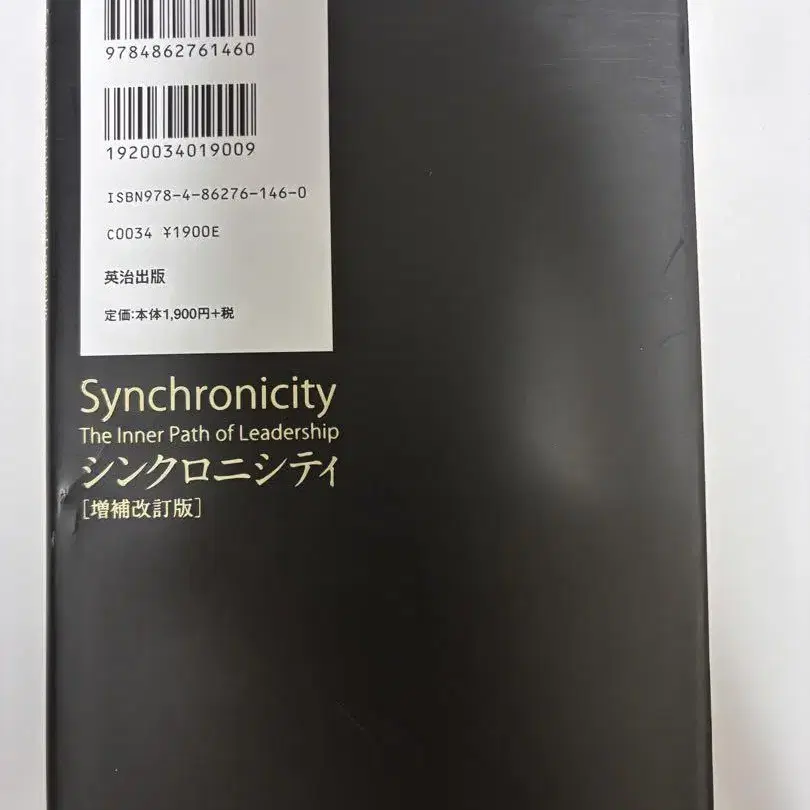 9784862761460
1920034019009
ISBN978-4-86276-146-0
C0034 ¥1900E
英治出版
定価:本体1,900円+税
Synchronicity
The Inner Path of Leadership
シンクロニシティ
[増補改訂版]